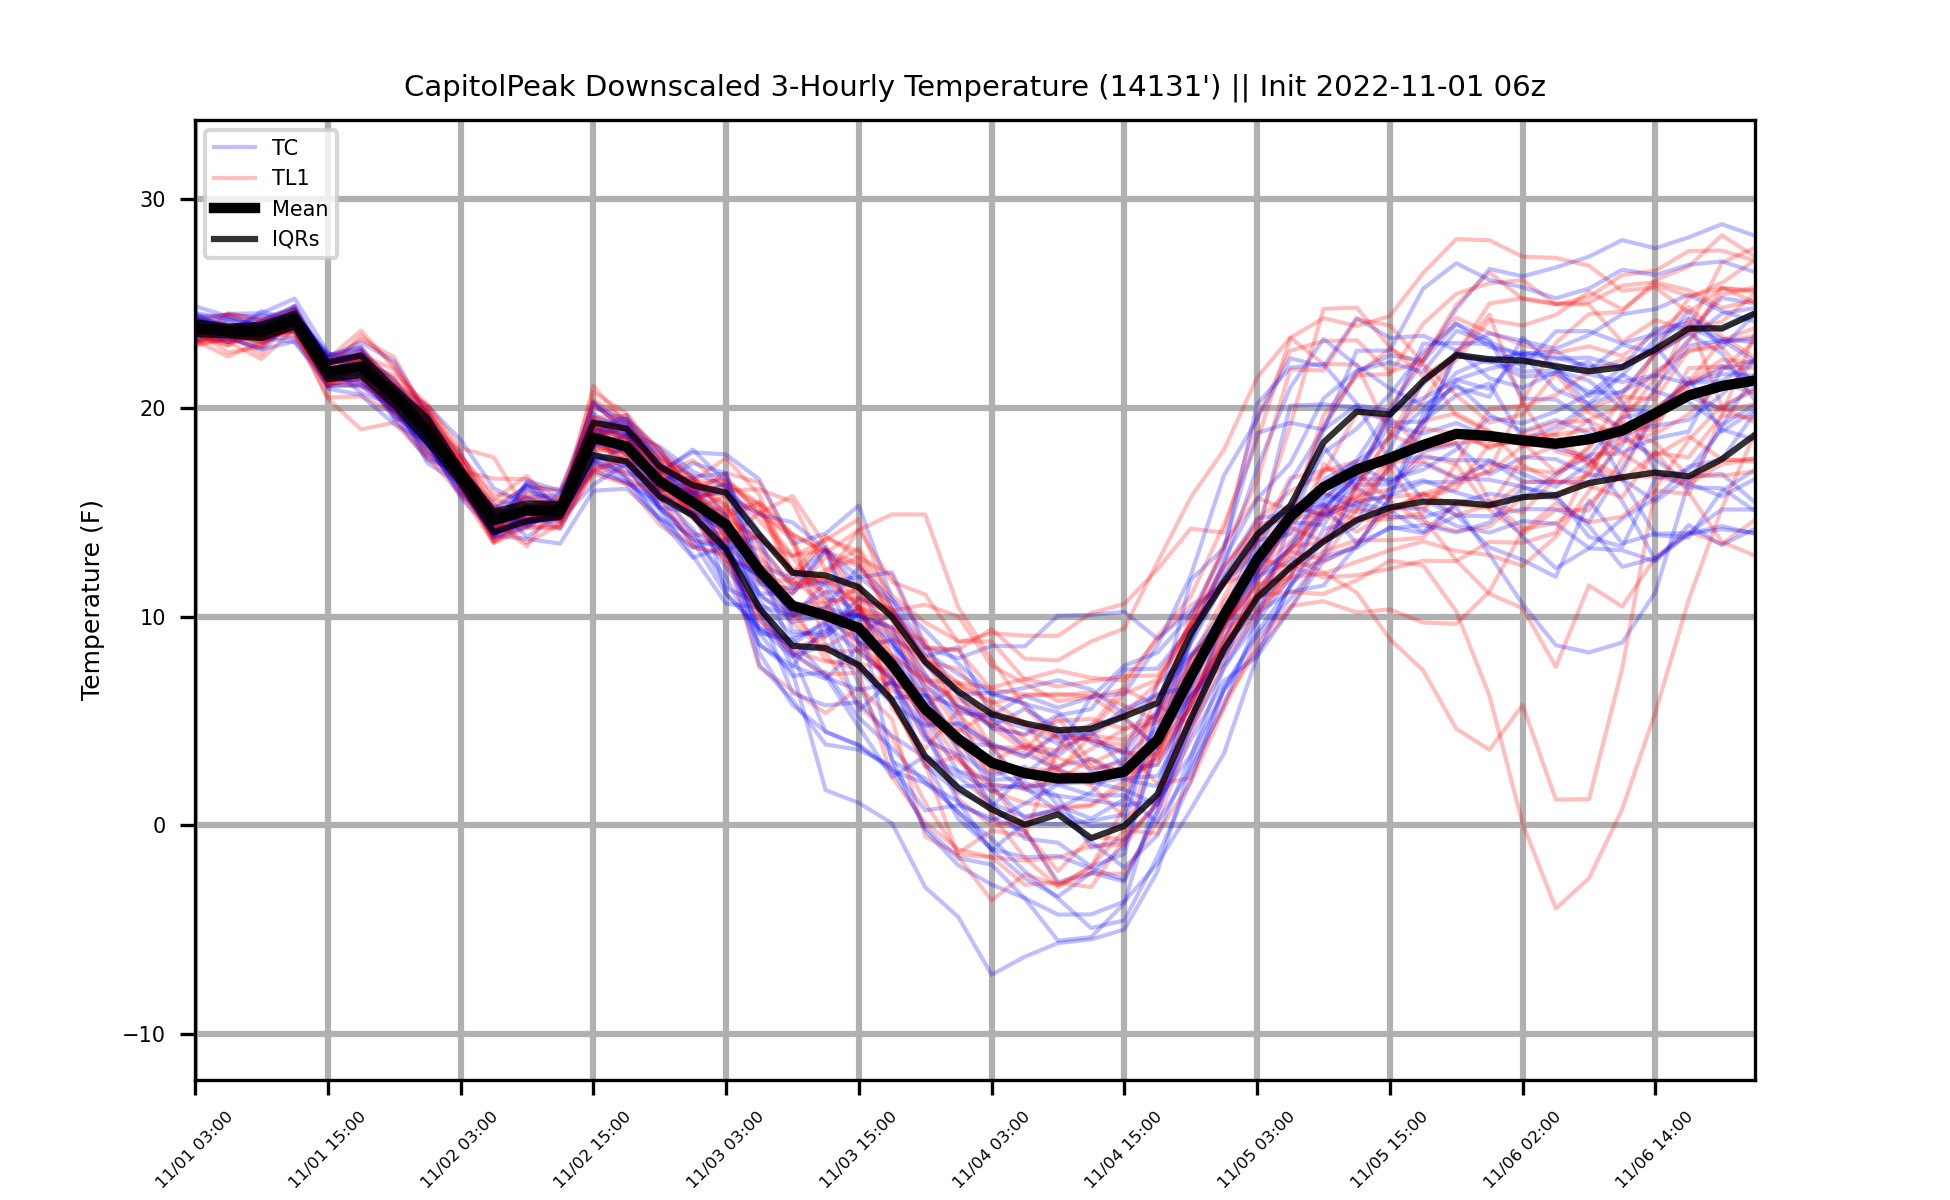 CapitolPeak Downscaled 3-Hourly Temperature (14131') || Init 2022-11-01 06z
TC
TL1
Mean
IQRs
Temperature (F)
30
20
10
0
−10
11/01 03:00
11/01 15:00
11/02 03:00
11/02 15:00
11/03 03:00
11/03 15:00
11/04 03:00
11/04 15:00
11/05 03:00
11/05 15:00
11/06 02:00
11/06 14:00